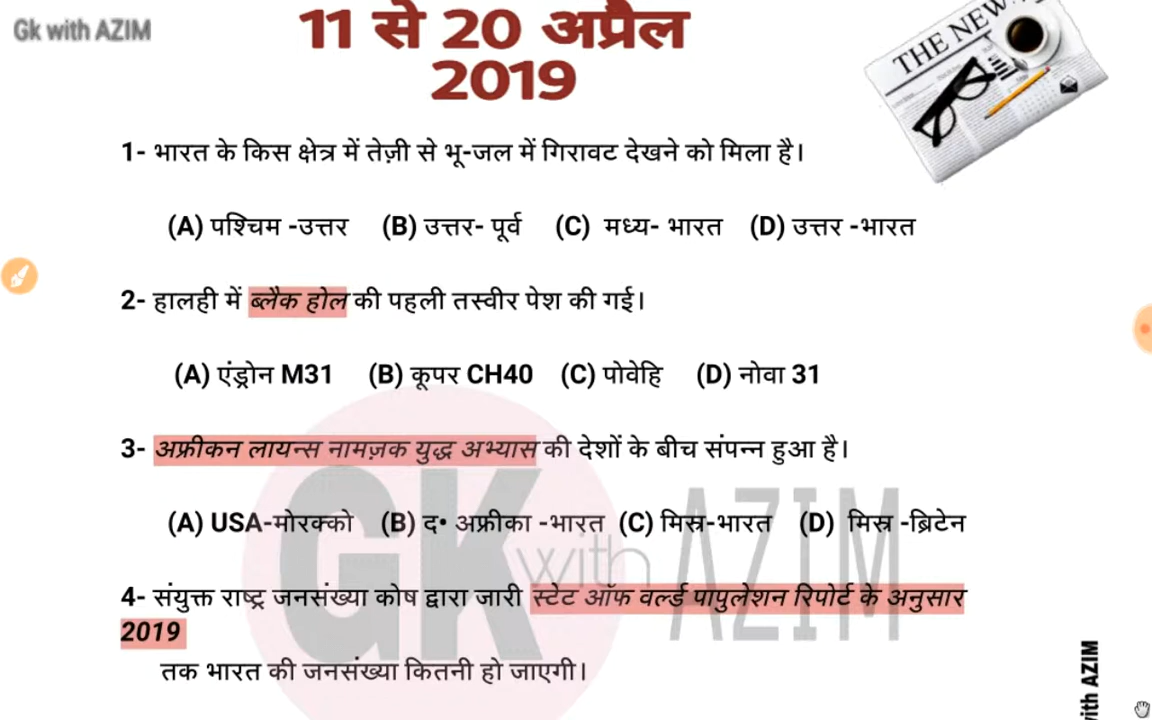 Gk with AZIM
11 से 20 अप्रैल
2019
THE NEW
1- भारत के किस क्षेत्र में तेज़ी से भू-जल में गिरावट देखने को मिला है।
(A) पश्चिम -उत्तर (B) उत्तर- पूर्व (C) मध्य- भारत (D) उत्तर -भारत
2- हालही में ब्लैक होल की पहली तस्वीर पेश की गई।
(A) एंड्रोन M31 (B) कूपर CH40 (C) पोवेहि (D) नोवा 31
3- अफ्रीकन लायन्स नामज़क युद्ध अभ्यास की देशों के बीच संपन्न हुआ है।
(A) USA-मोरक्को (B) द• अफ्रीका -भारत (C) मिस्र-भारत (D) मिस्र -ब्रिटेन
GK with AZIM
4- संयुक्त राष्ट्र जनसंख्या कोष द्वारा जारी स्टेट ऑफ वर्ल्ड पापुलेशन रिपोर्ट के अनुसार
2019
तक भारत की जनसंख्या कितनी हो जाएगी।
ith AZIM